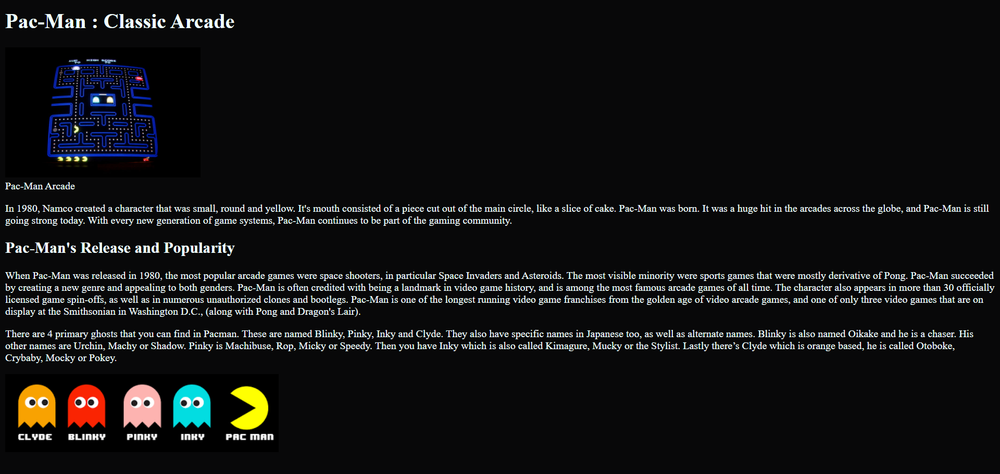 Pac-Man : Classic Arcade
1UP HIGH SCORE
70 70
Pac-Man Arcade
In 1980, Namco created a character that was small, round and yellow. It's mouth consisted of a piece cut out of the main circle, like a slice of cake. Pac-Man was born. It was a huge hit in the arcades across the globe, and Pac-Man is still
going strong today. With every new generation of game systems, Pac-Man continues to be part of the gaming community.
Pac-Man's Release and Popularity
When Pac-Man was released in 1980, the most popular arcade games were space shooters, in particular Space Invaders and Asteroids. The most visible minority were sports games that were mostly derivative of Pong. Pac-Man succeeded
by creating a new genre and appealing to both genders. Pac-Man is often credited with being a landmark in video game history, and is among the most famous arcade games of all time. The character also appears in more than 30 officially
licensed game spin-offs, as well as in numerous unauthorized clones and bootlegs. Pac-Man is one of the longest running video game franchises from the golden age of video arcade games, and one of only three video games that are on
display at the Smithsonian in Washington D.C., (along with Pong and Dragon's Lair).
There are 4 primary ghosts that you can find in Pacman. These are named Blinky, Pinky, Inky and Clyde. They also have specific names in Japanese too, as well as alternate names. Blinky is also named Oikake and he is a chaser. His
other names are Urchin, Machy or Shadow. Pinky is Machibuse, Rop, Micky or Speedy. Then you have Inky which is also called Kimagure, Mucky or the Stylist. Lastly there’s Clyde which is orange based, he is called Otoboke,
Crybaby, Mocky or Pokey.
CLYDE BLINKY PINKY INKY PAC MAN